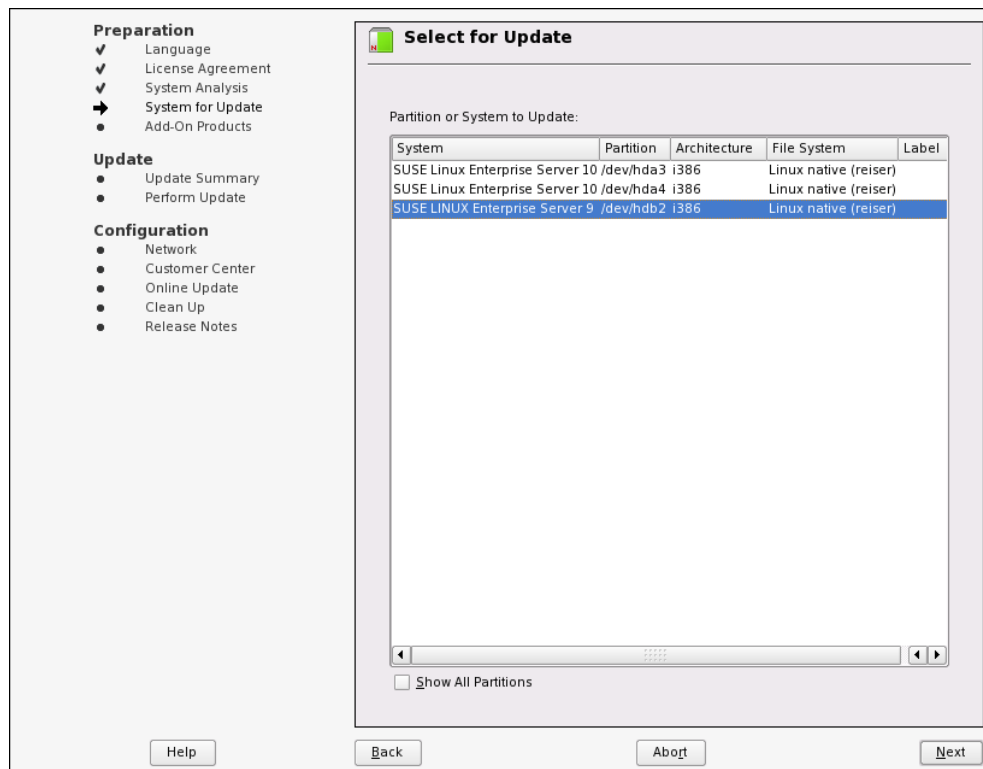 Preparation
Language
License Agreement
System Analysis
System for Update
Add-On Products
Update
Update Summary
Perform Update
Configuration
Network
Customer Center
Online Update
Clean Up
Release Notes
N
Select for Update
Partition or System to Update:
System Partition Architecture File System Label
SUSE Linux Enterprise Server 10 /dev/hda3 i386 Linux native (reiser)
SUSE Linux Enterprise Server 10 /dev/hda4 i386 Linux native (reiser)
SUSE LINUX Enterprise Server 9 /dev/hdb2 i386 Linux native (reiser)
Show All Partitions
Help Back Abort Next